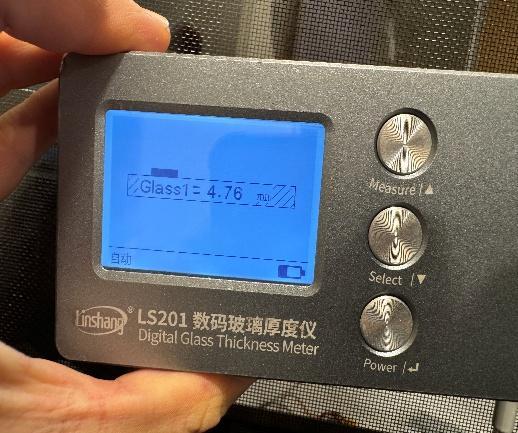 Glass1= 4.76 mm
自动
Measure /▲
Select /▼
Linshang® LS201 数码玻璃厚度仪
Digital Glass Thickness Meter
Power /↵